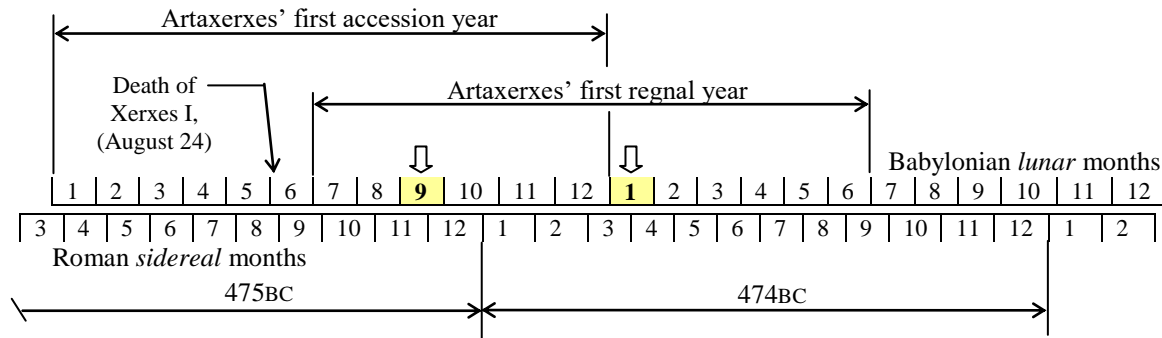 Artaxerxes’ first accession year
Death of
Xerxes I,
(August 24)
Artaxerxes’ first regnal year
Babylonian lunar months
1 2 3 4 5 6 7 8 9 10 11 12 1 2 3 4 5 6 7 8 9 10 11 12
3 4 5 6 7 8 9 10 11 12 1 2 3 4 5 6 7 8 9 10 11 12 1 2
Roman sidereal months
475BC 474BC